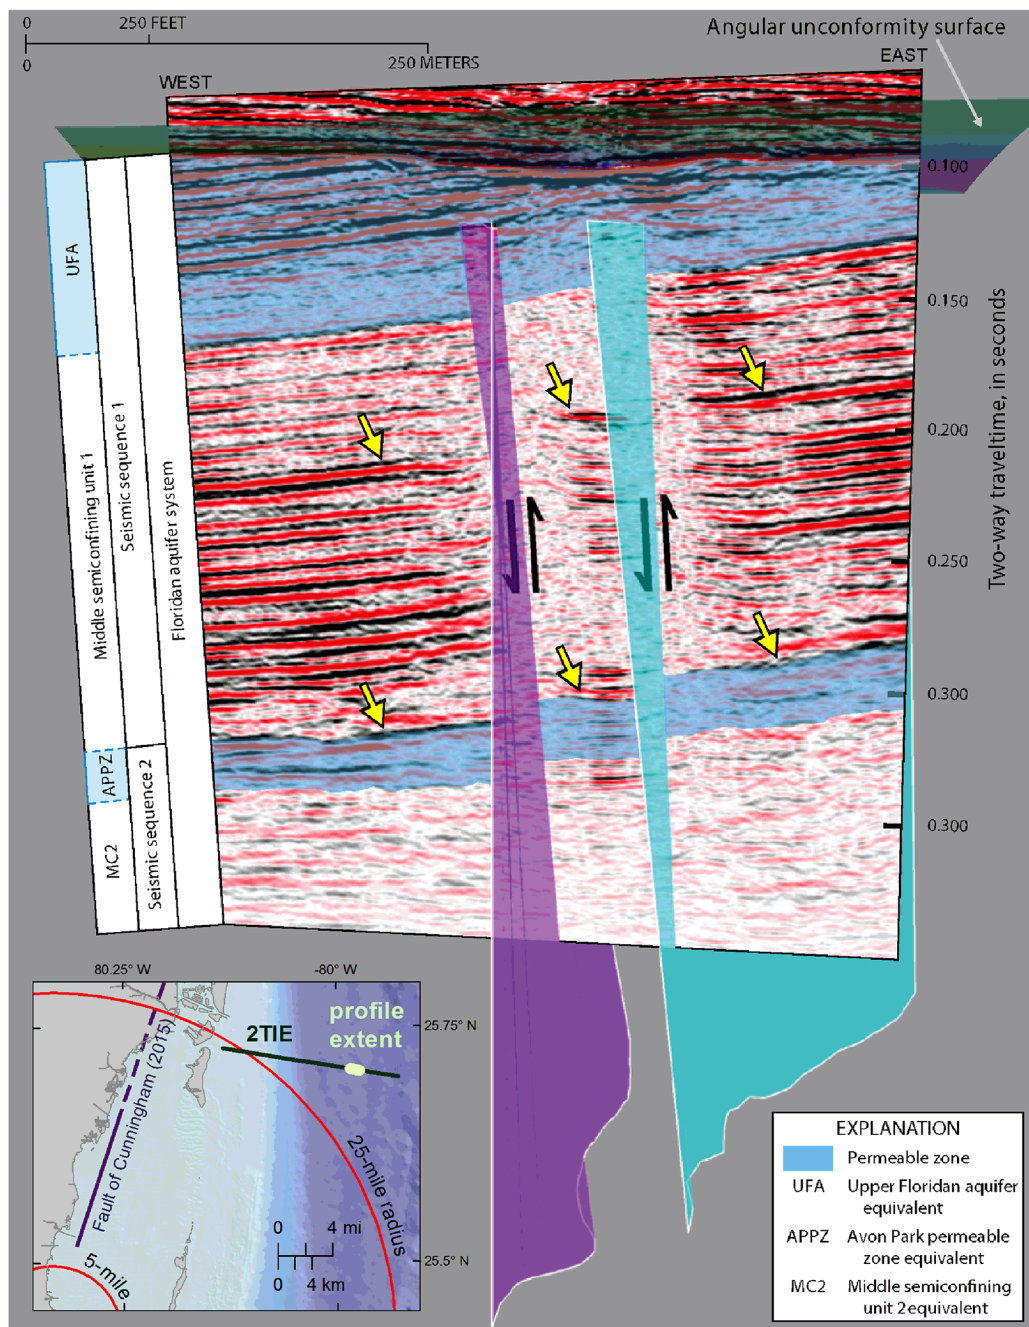 0
250 FEET
0
250 METERS
Angular unconformity surface
WEST
EAST
0.100
0.150
0.200
0.250
0.300
0.300
Two-way traveltime, in seconds
UFA
Middle semiconfining unit 1
APPZ
MC2
Seismic sequence 1
Seismic sequence 2
Floridan aquifer system
80.25° W
-80° W
25.75° N
25.5° N
2TIE
profile
extent
Fault of Cunningham (2015)
25-mile radius
5-mile
0 4 mi
0 4 km
EXPLANATION
Permeable zone
UFA Upper Floridan aquifer
equivalent
APPZ Avon Park permeable
zone equivalent
MC2 Middle semiconfining
unit 2 equivalent